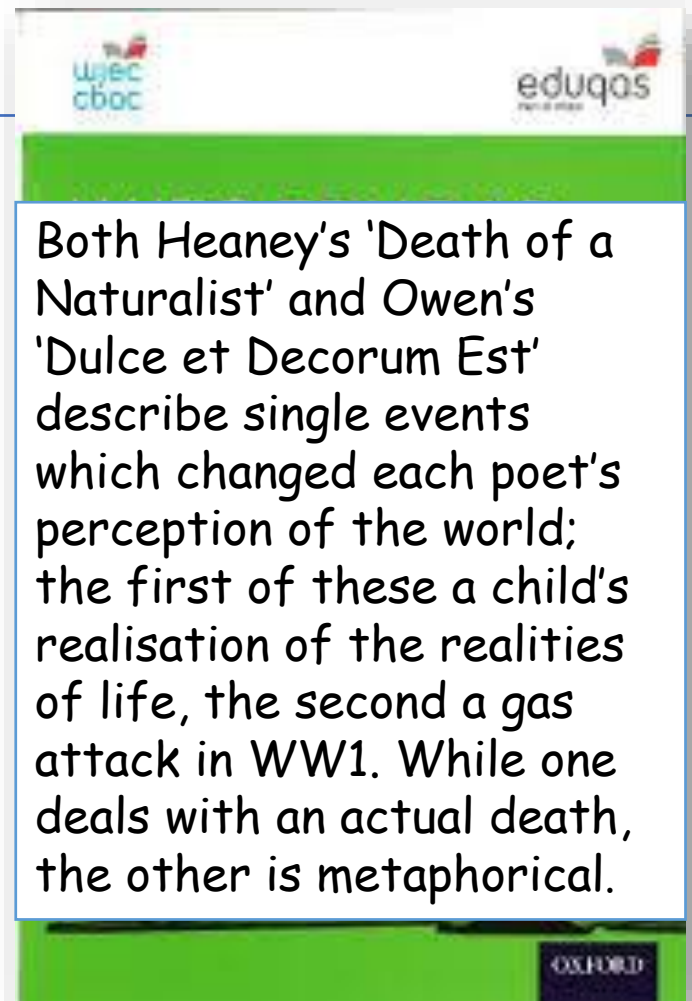 wjec
cbac
eduqas
Both Heaney’s ‘Death of a
Naturalist’ and Owen’s
‘Dulce et Decorum Est’
describe single events
which changed each poet’s
perception of the world;
the first of these a child’s
realisation of the realities
of life, the second a gas
attack in WW1. While one
deals with an actual death,
the other is metaphorical.
OXFORD